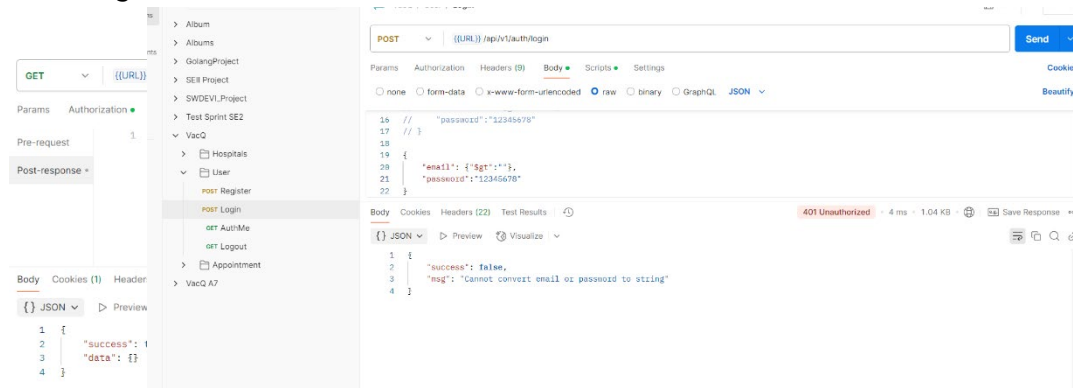 GET {{URL}}
Params Authorization
Pre-request 1
Post-response
Body Cookies (1) Header
{} JSON Preview
1 {
2 "success": t
3 "data": {}
4 }
Album
Albums
GolangProject
SEII Project
SWDEVI_Project
Test Sprint SE2
VacQ
Hospitals
User
POST Register
POST Login
GET AuthMe
GET Logout
Appointment
VacQ A7
POST {{URL}} /api/v1/auth/login Send
Params Authorization Headers (9) Body Scripts Settings Cookie
none form-data x-www-form-urlencoded raw binary GraphQL JSON Beautify
16 // "password":"12345678"
17 // }
18
19 {
20 "email": {"$gt":""},
21 "password":"12345678"
22 }
Body Cookies Headers (22) Test Results 401 Unauthorized 4 ms 1.04 KB Save Response
{} JSON Preview Visualize
1 {
2 "success": false,
3 "msg": "Cannot convert email or password to string"
4 }